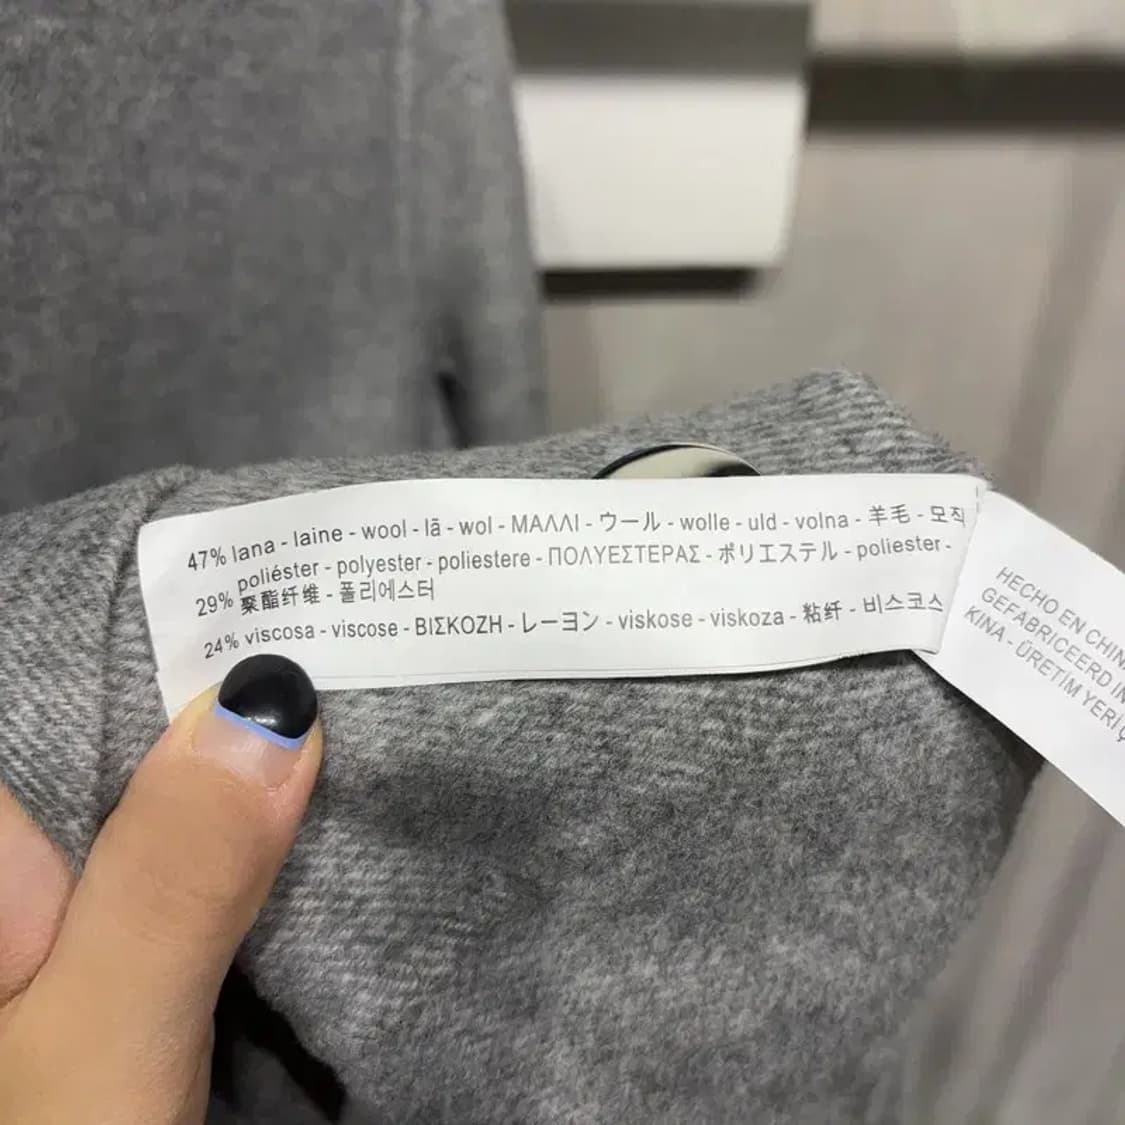 47% lana - laine - wool - lã - wol - ΜΑΛΛΙ - ウール - wolle - uld - volna - 羊毛 - 모직
poliéster - polyester - poliestere - ΠΟΛΥΕΣΤΕΡΑΣ - ポリエステル - poliester -
29% 聚酯纤维 - 폴리에스터
24% viscosa - viscose - ΒΙΣΚΟΖΗ - レーヨン - viskose - viskoza - 粘纤 - 비스코스
HECHO EN CHINA
GEFABRICEERD IN
KINA - ÜRETİM YERİ Ç